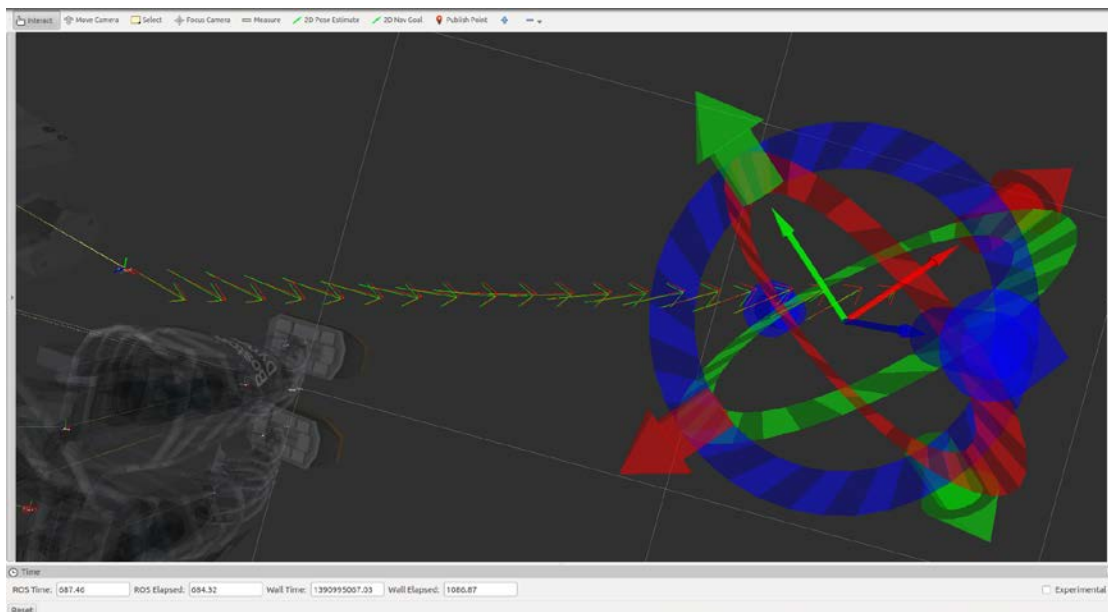 Interact Move Camera Select Focus Camera Measure 2D Pose Estimate 2D Nav Goal Publish Point
Time
ROS Time: 687.46 ROS Elapsed: 684.32 Wall Time: 1390995067.03 Wall Elapsed: 1086.87 Experimental
Reset